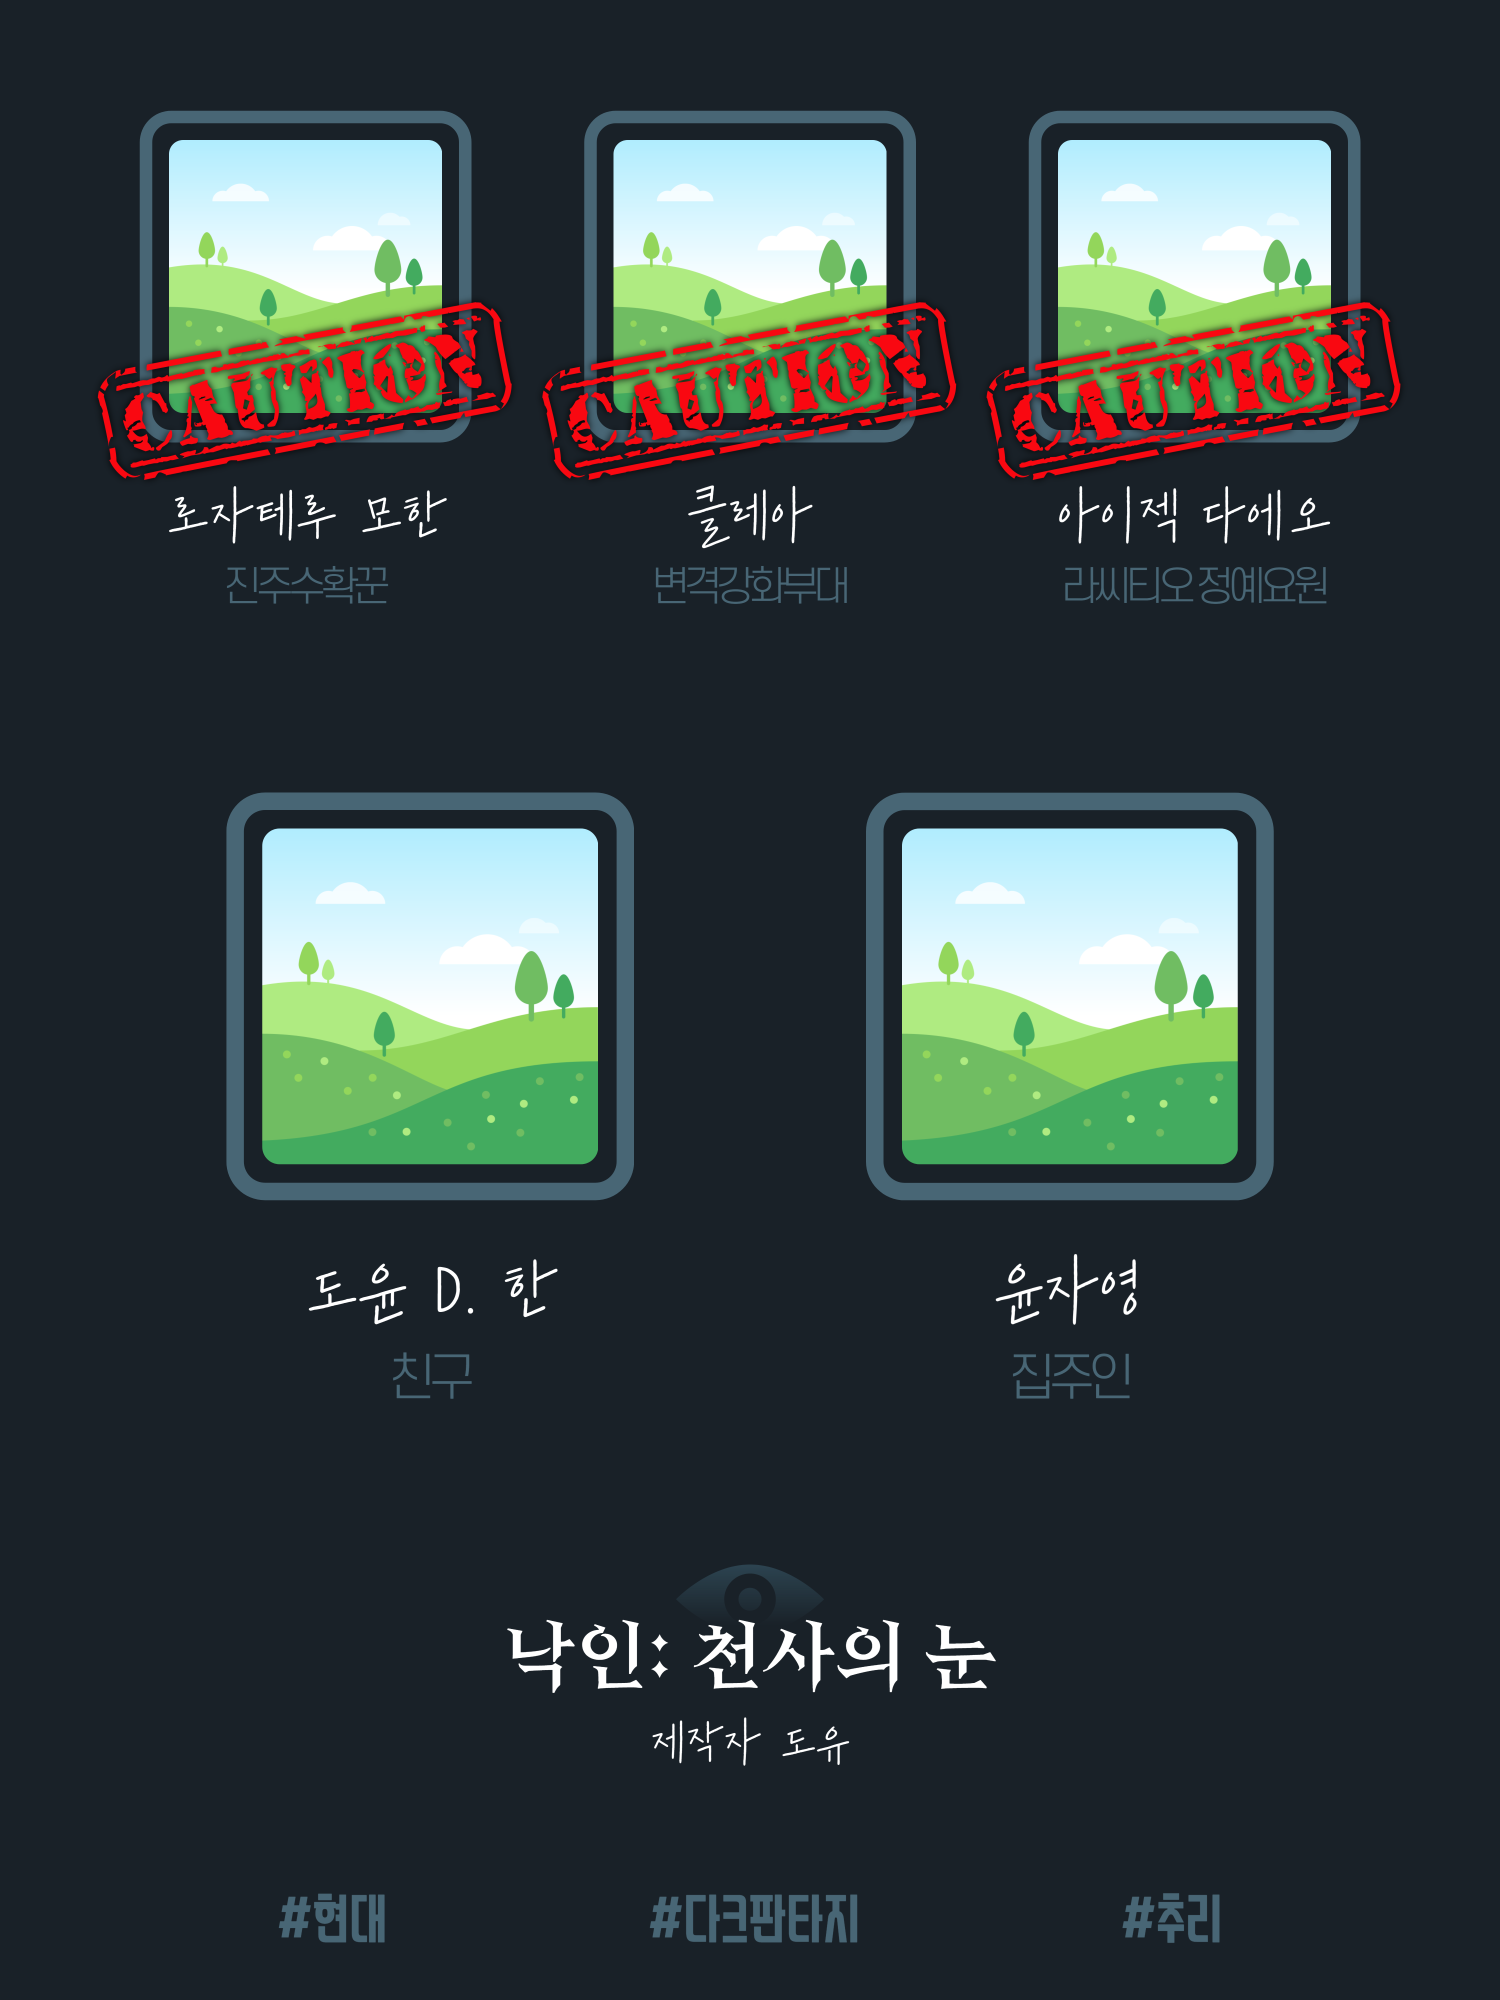 CAUTION CAUTION CAUTION
로자테루 모한 클레아 아이젝 다에오
진주수확꾼 변격강화부대 라씨티오 정예요원
도윤 D. 한 윤자영
친구 집주인
낙인: 천사의 눈
제작자 도유
#현대 #다크판타지 #추리